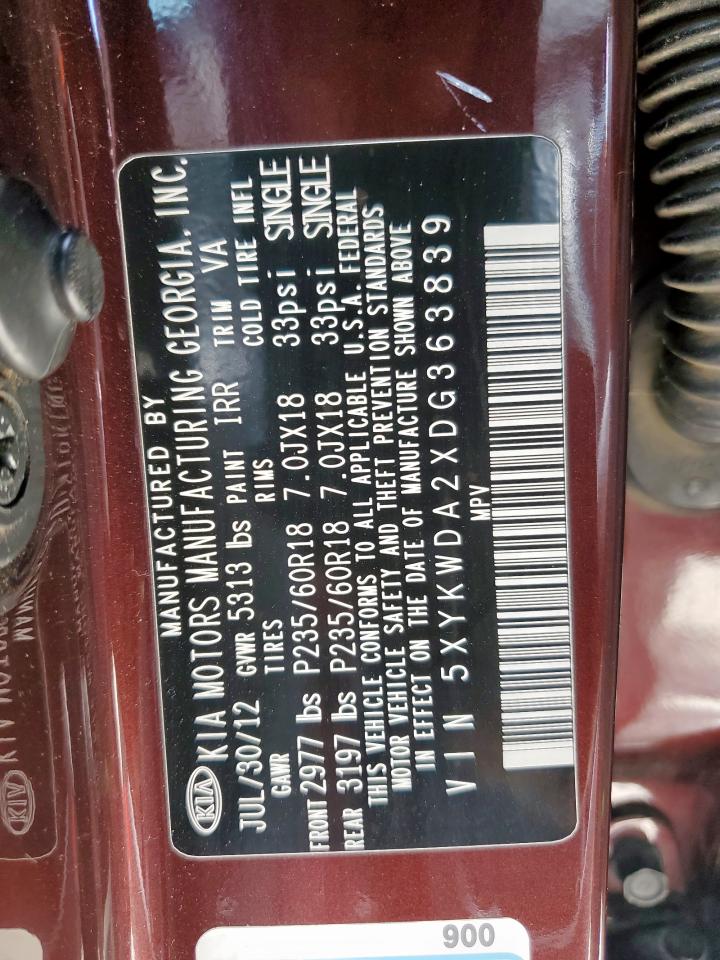 MANUFACTURED BY
KIA KIA MOTORS MANUFACTURING GEORGIA, INC.
JUL/30/12 GVWR 5313 lbs PAINT IRR TRIM VA
GAWR TIRES RIMS COLD TIRE INFL
FRONT 2977 lbs P235/60R18 7.0JX18 33psi SINGLE
REAR 3197 lbs P235/60R18 7.0JX18 33psi SINGLE
THIS VEHICLE CONFORMS TO ALL APPLICABLE U.S.A. FEDERAL
MOTOR VEHICLE SAFETY AND THEFT PREVENTION STANDARDS
IN EFFECT ON THE DATE OF MANUFACTURE SHOWN ABOVE
VIN 5XYKWDA2XDG363839
MPV
900
KIA